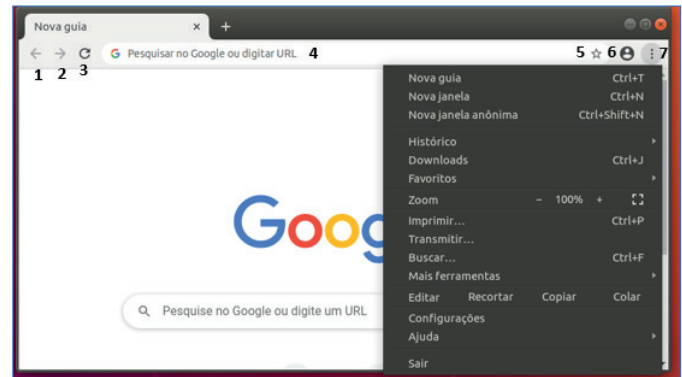 Nova guia × +
← → C G Pesquisar no Google ou digitar URL 4 5 6 7
1 2 3
Nova guia Ctrl+T
Nova janela Ctrl+N
Nova janela anônima Ctrl+Shift+N
Histórico
Downloads Ctrl+J
Favoritos
Zoom – 100% +
Imprimir... Ctrl+P
Transmitir...
Buscar... Ctrl+F
Mais ferramentas
Editar Recortar Copiar Colar
Configurações
Ajuda
Sair
Goog
Pesquise no Google ou digite um URL